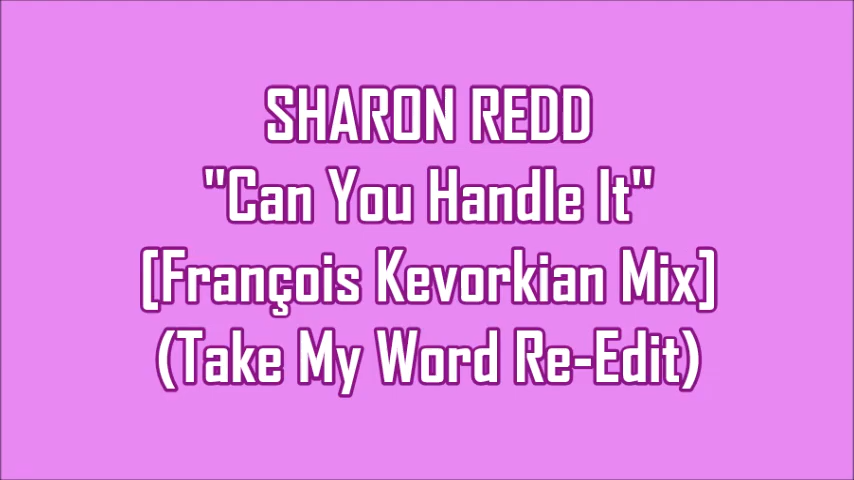 SHARON REDD
"Can You Handle It"
[François Kevorkian Mix]
(Take My Word Re-Edit)